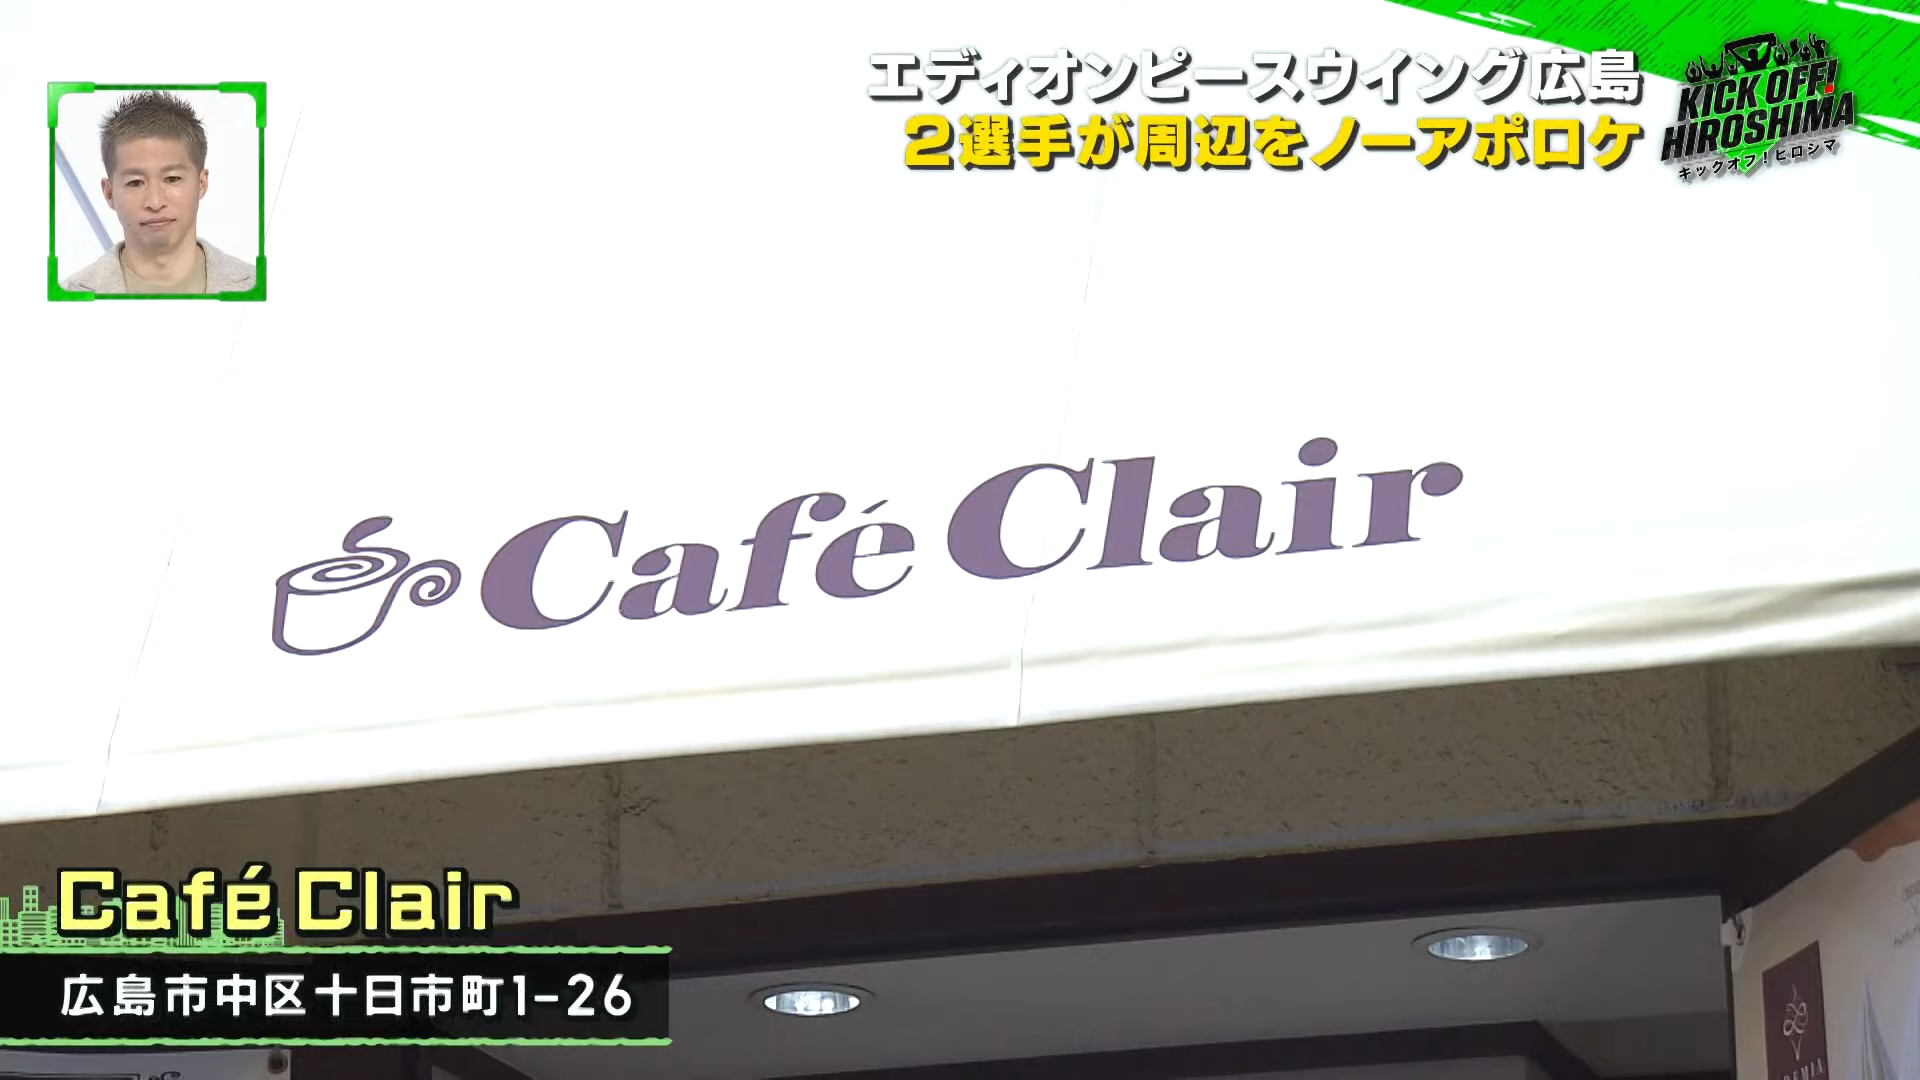 エディオンピースウイング広島
2選手が周辺をノーアポロケ
KICK OFF!
HIROSHIMA
キックオフ!ヒロシマ
Café Clair
Café Clair
広島市中区十日市町1-26